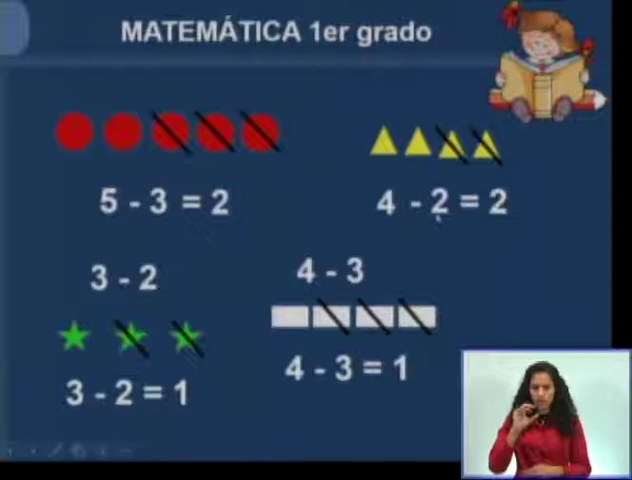 MATEMÁTICA 1er grado
5 - 3 = 2
4 - 2 = 2
3 - 2
4 - 3
3 - 2 = 1
4 - 3 = 1